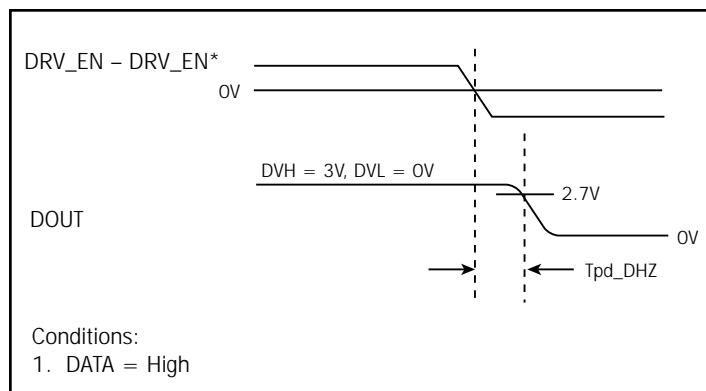 DRV_EN – DRV_EN*
0V
DVH = 3V, DVL = 0V
2.7V
DOUT
0V
Tpd_DHZ
Conditions:
1. DATA = High